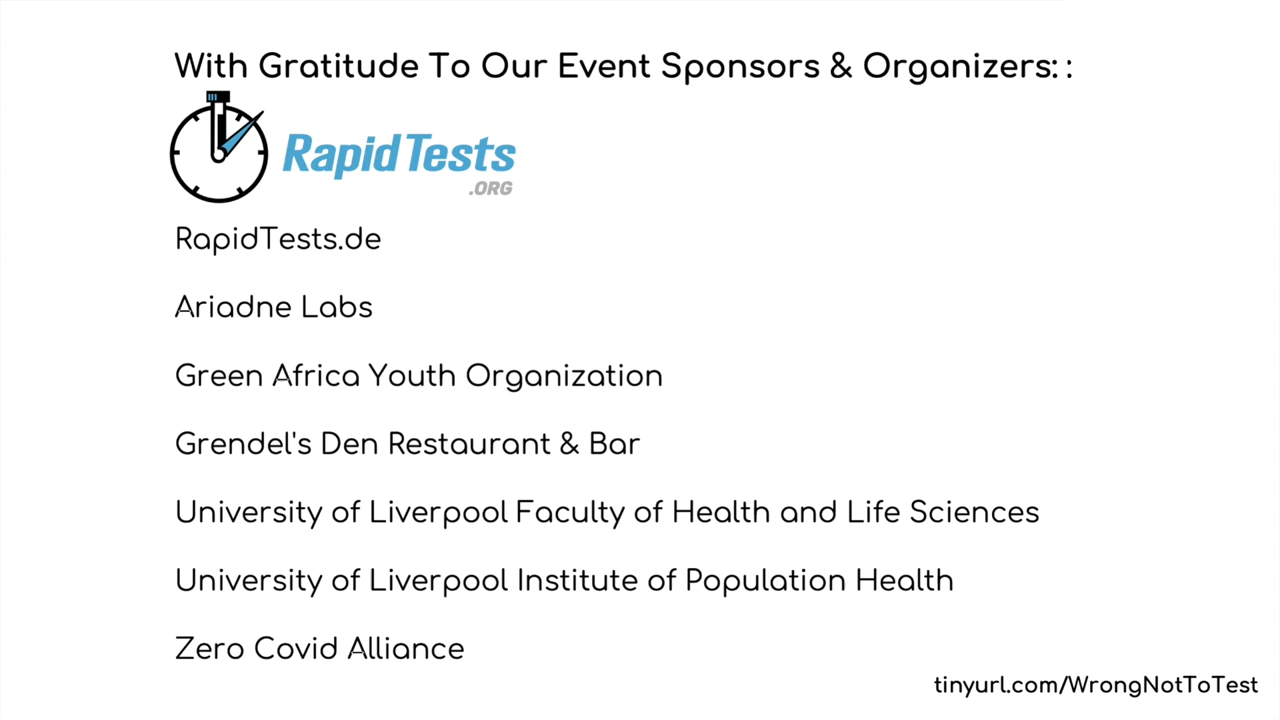 With Gratitude To Our Event Sponsors & Organizers: :
Rapid Tests
.ORG
RapidTests.de
Ariadne Labs
Green Africa Youth Organization
Grendel's Den Restaurant & Bar
University of Liverpool Faculty of Health and Life Sciences
University of Liverpool Institute of Population Health
Zero Covid Alliance
tinyurl.com/WrongNotToTest